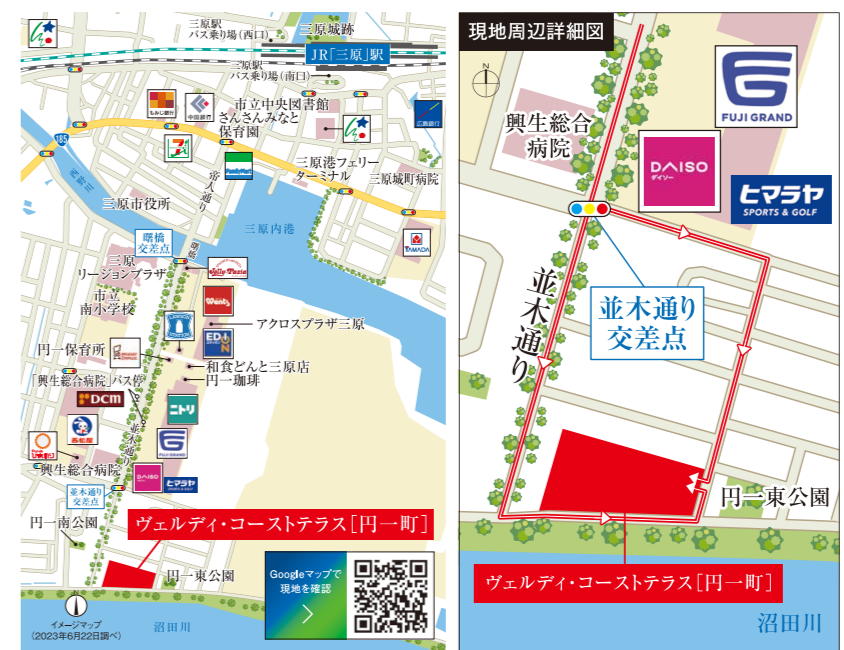 三原駅
バス乗り場(西口)
三原城跡
JR「三原」駅
三原駅
バス乗り場(南口)
もみじ銀行
中国銀行
市立中央図書館
さんさんみなと
保育園
広島銀行
185
西野川
帝人通り
FamilyMart
三原港フェリー
ターミナル
三原城町病院
三原市役所
三原内港
曙橋
交差点
曙橋
YAMADA
三原
リージョンプラザ
Jolly-Pasta
市立
南小学校
Wants
LAWSON
STATION
アクロスプラザ三原
EDION
円一保育所
和食どんと三原店
円一珈琲
「興生総合病院」バス停
DCM
ニトリ
西松屋
並木通り
FUJI GRAND
興生総合病院
DAISO
ヒマラヤ
SPORTS & GOLF
並木通り
交差点
円一南公園
ヴェルディ・コーストテラス[円一町]
円一東公園
Googleマップで
現地を確認
イメージマップ
(2023年6月22日調べ)
沼田川
現地周辺詳細図
N
興生総合
病院
FUJI GRAND
DAISO
ダイソー
ヒマラヤ
SPORTS & GOLF
並木通り
交差点
並木通り
円一東公園
ヴェルディ・コーストテラス[円一町]
沼田川